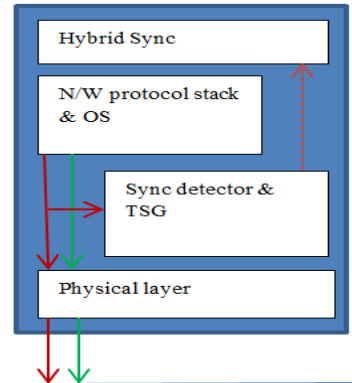 Hybrid Sync
N/W protocol stack
& OS
Sync detector &
TSG
Physical layer